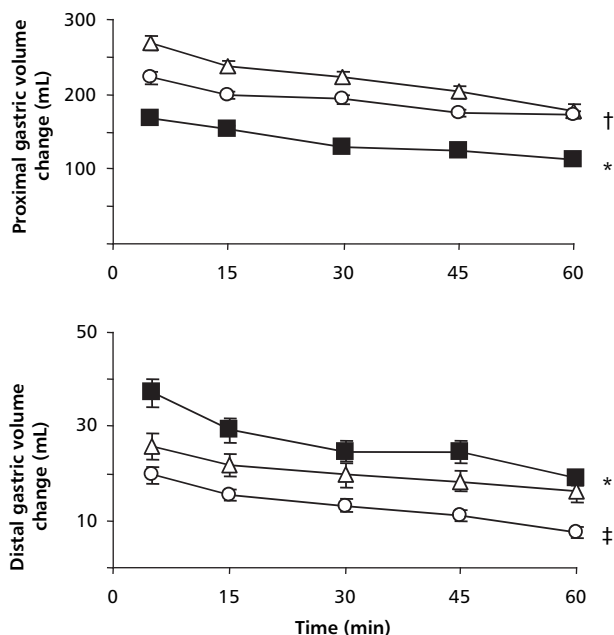 300
200
100
Proximal gastric volume
change (mL)
†
*
0 15 30 45 60
50
30
10
Distal gastric volume
change (mL)
*
‡
0 15 30 45 60
Time (min)